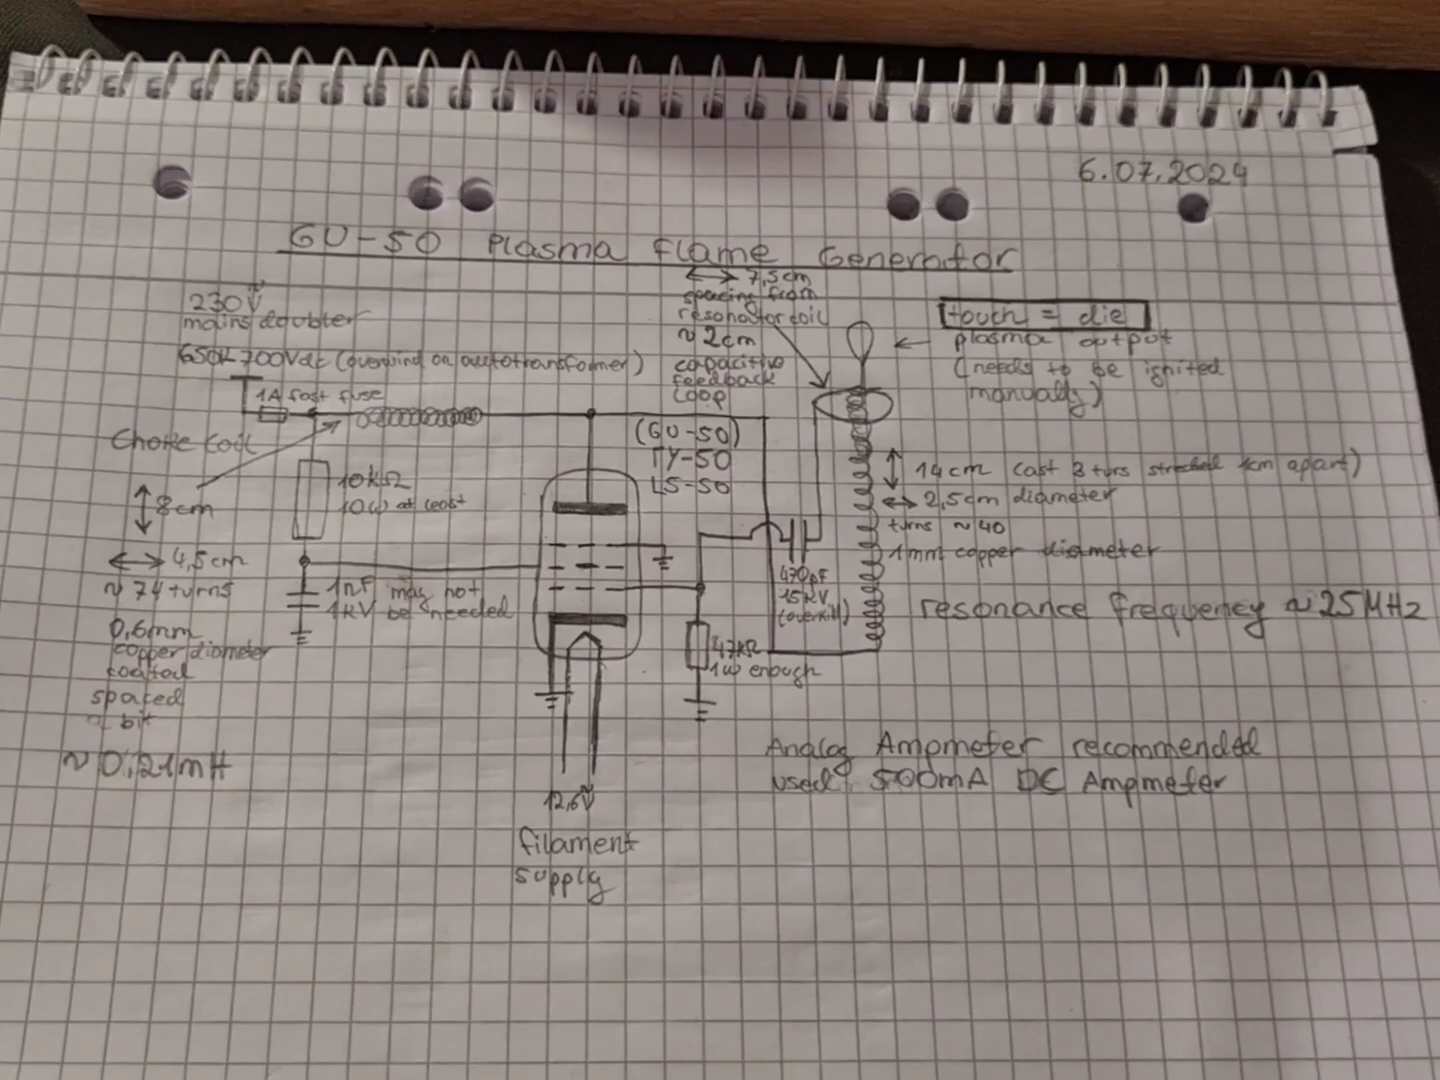 6.07.2024
GU-50 Plasma Flame Generator
230V
mains doubler
650V-700Vdc (overwind on autotransformer)
1A fast fuse
Choke coil
8cm
4,5cm
~ 74 turns
0,6mm
copper diameter
coated
spaced
a bit
~ 0,21mH
10kΩ
10W at least
1nF may not
1kV be needed
7,5cm
spacing from
resonator coil
~ 2cm
capacitive
feedback
loop
(GU-50)
ГУ-50
LS-50
touch = die
plasma output
(needs to be ignited
manually)
14cm (last 3 turs streched 1cm apart)
2,5cm diameter
turns ~ 40
1mm copper diameter
470pF
15kV
(overkill)
resonance frequency ~ 25MHz
47kΩ
1W enough
12,6V
filament
supply
Analog Ampmeter recommended
used 500mA DC Ampmeter